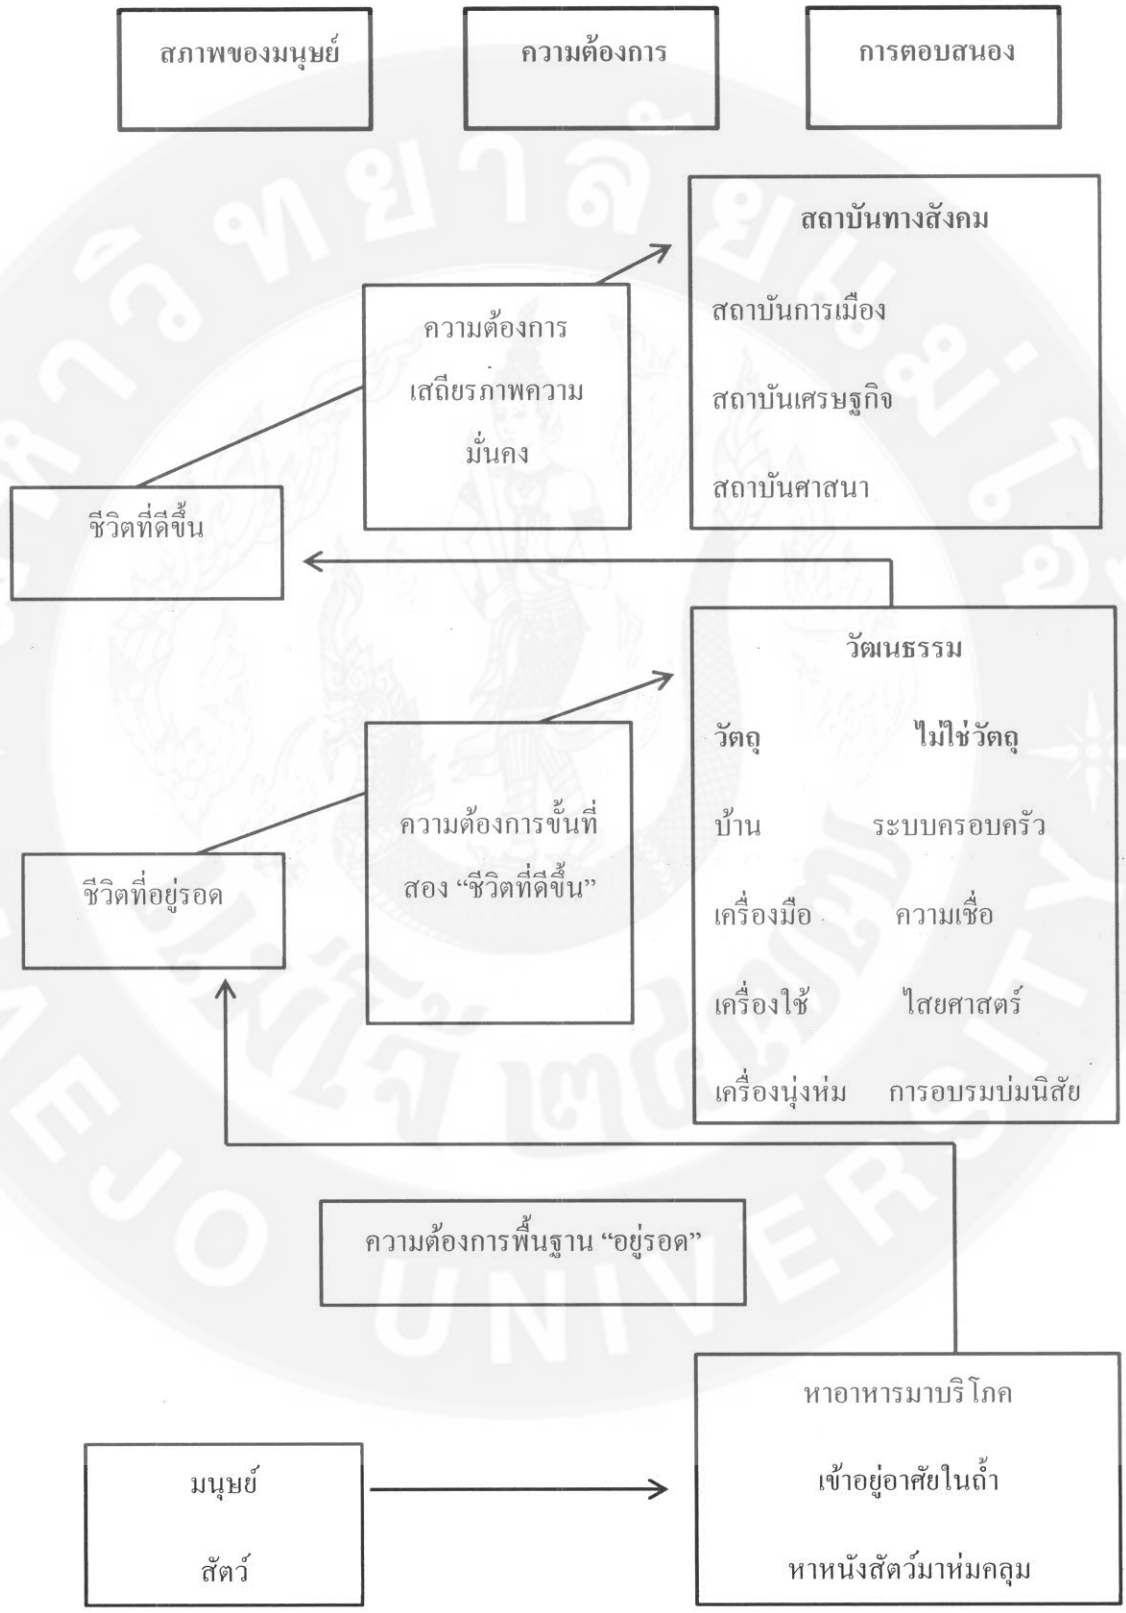 สภาพของมนุษย์
ความต้องการ
การตอบสนอง
สถาบันทางสังคม
สถาบันการเมือง
สถาบันเศรษฐกิจ
สถาบันศาสนา
ความต้องการ
เสถียรภาพความ
มั่นคง
ชีวิตที่ดีขึ้น
วัฒนธรรม
วัตถุ ไม่ใช่วัตถุ
บ้าน ระบบครอบครัว
เครื่องมือ ความเชื่อ
เครื่องใช้ ไสยศาสตร์
เครื่องนุ่งห่ม การอบรมบ่มนิสัย
ความต้องการขั้นที่
สอง “ชีวิตที่ดีขึ้น”
ชีวิตที่อยู่รอด
ความต้องการพื้นฐาน “อยู่รอด”
หาอาหารมาบริโภค
เข้าอยู่อาศัยในถ้ำ
หาหนังสัตว์มาห่มคลุม
มนุษย์
สัตว์
มหาวิทยาลัยแม่โจ้
MAEJO UNIVERSITY